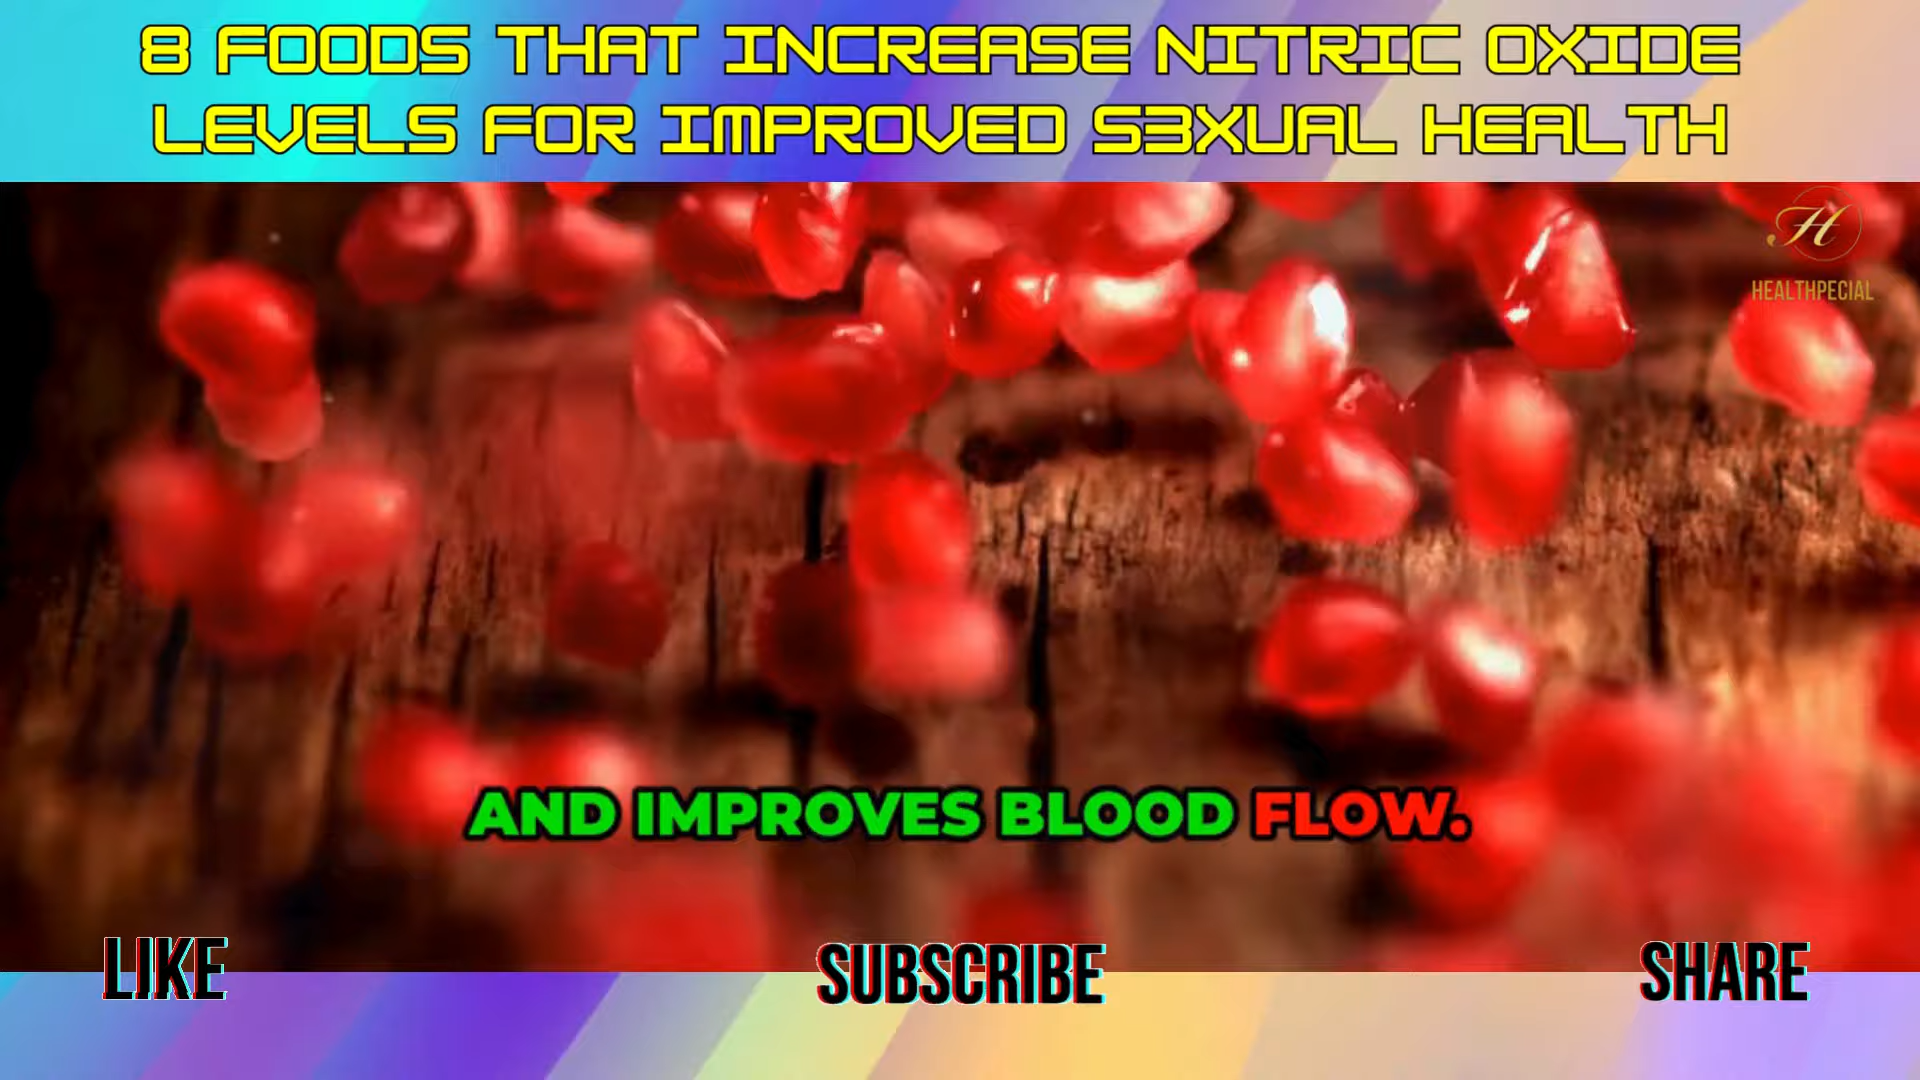 8 FOODS THAT INCREASE NITRIC OXIDE
LEVELS FOR IMPROVED S3XUAL HEALTH
H
HEALTHPECIAL
AND IMPROVES BLOOD FLOW.
LIKE
SUBSCRIBE
SHARE